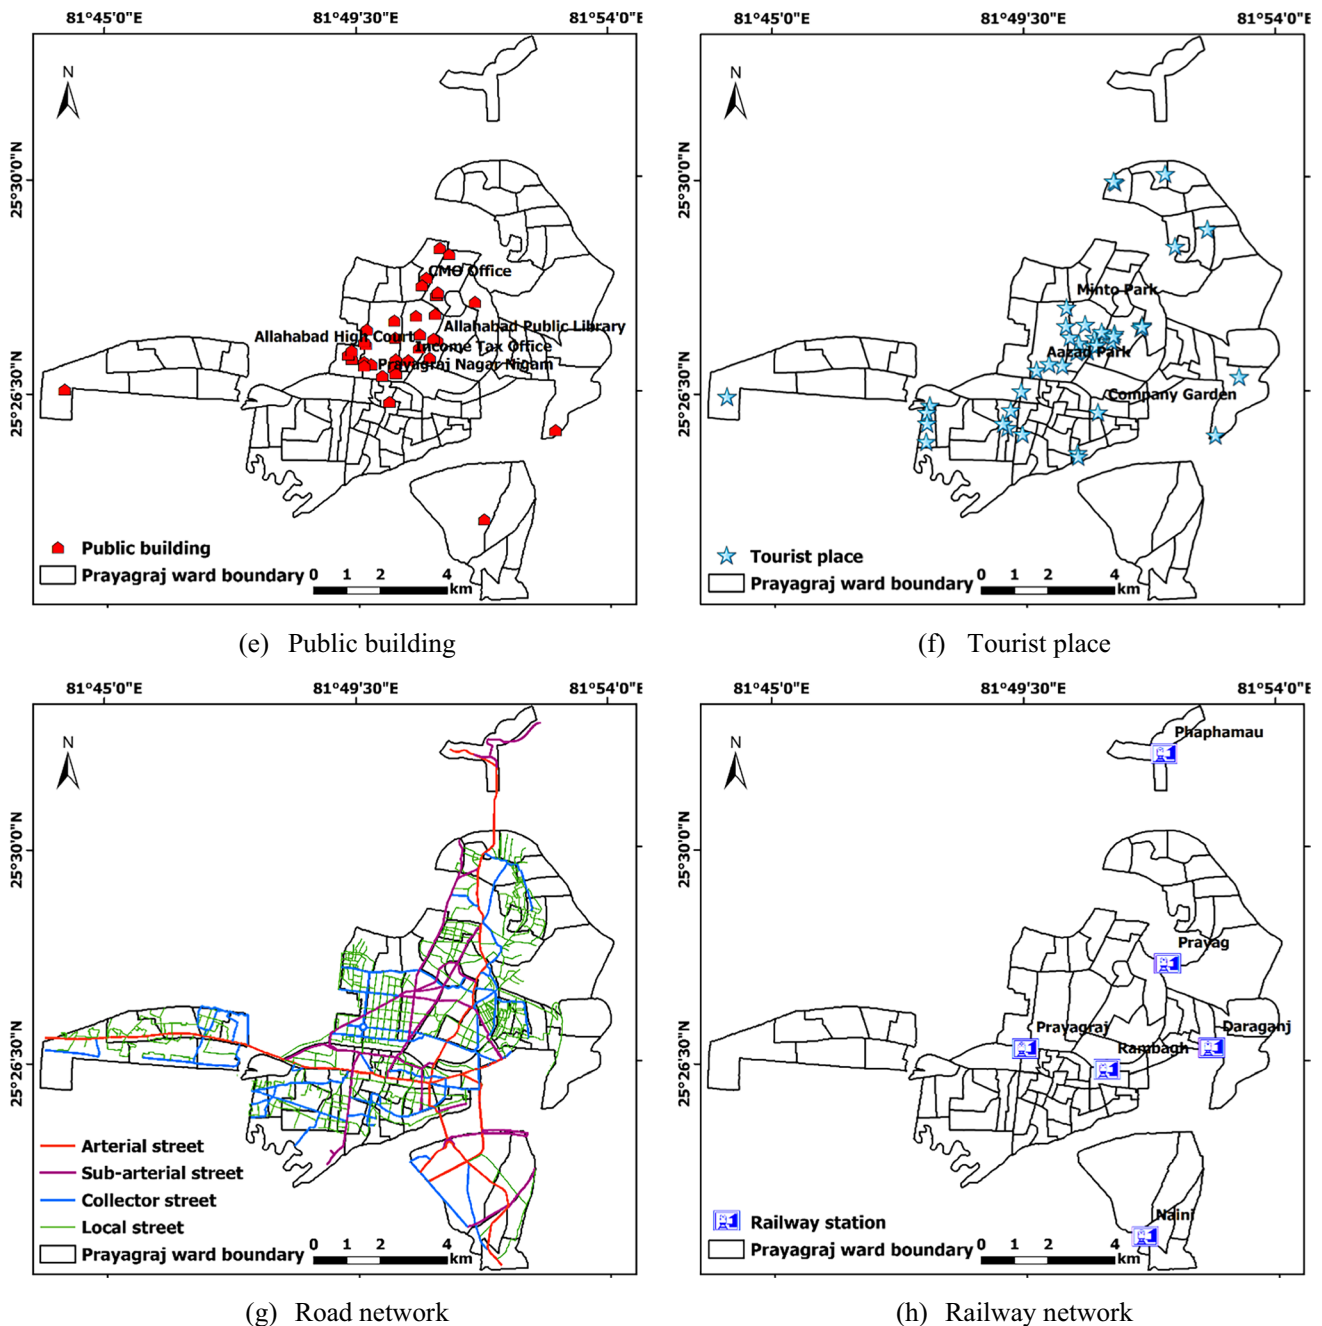 81°45'0"E 81°49'30"E 81°54'0"E
N
25°30'0"N
25°26'30"N
CMO Office
Allahabad Public Library
Allahabad High Court
Income Tax Office
Prayagraj Nagar Nigam
Public building
Prayagraj ward boundary
0 1 2 4
km
(e) Public building
81°45'0"E 81°49'30"E 81°54'0"E
N
25°30'0"N
25°26'30"N
Minto Park
Aazad Park
Company Garden
Tourist place
Prayagraj ward boundary
0 1 2 4
km
(f) Tourist place
81°45'0"E 81°49'30"E 81°54'0"E
N
25°30'0"N
25°26'30"N
Arterial street
Sub-arterial street
Collector street
Local street
Prayagraj ward boundary
0 1 2 4
km
(g) Road network
81°45'0"E 81°49'30"E 81°54'0"E
N
25°30'0"N
25°26'30"N
Phaphamau
Prayag
Prayagraj
Daraganj
Rambagh
Naini
Railway station
Prayagraj ward boundary
0 1 2 4
km
(h) Railway network